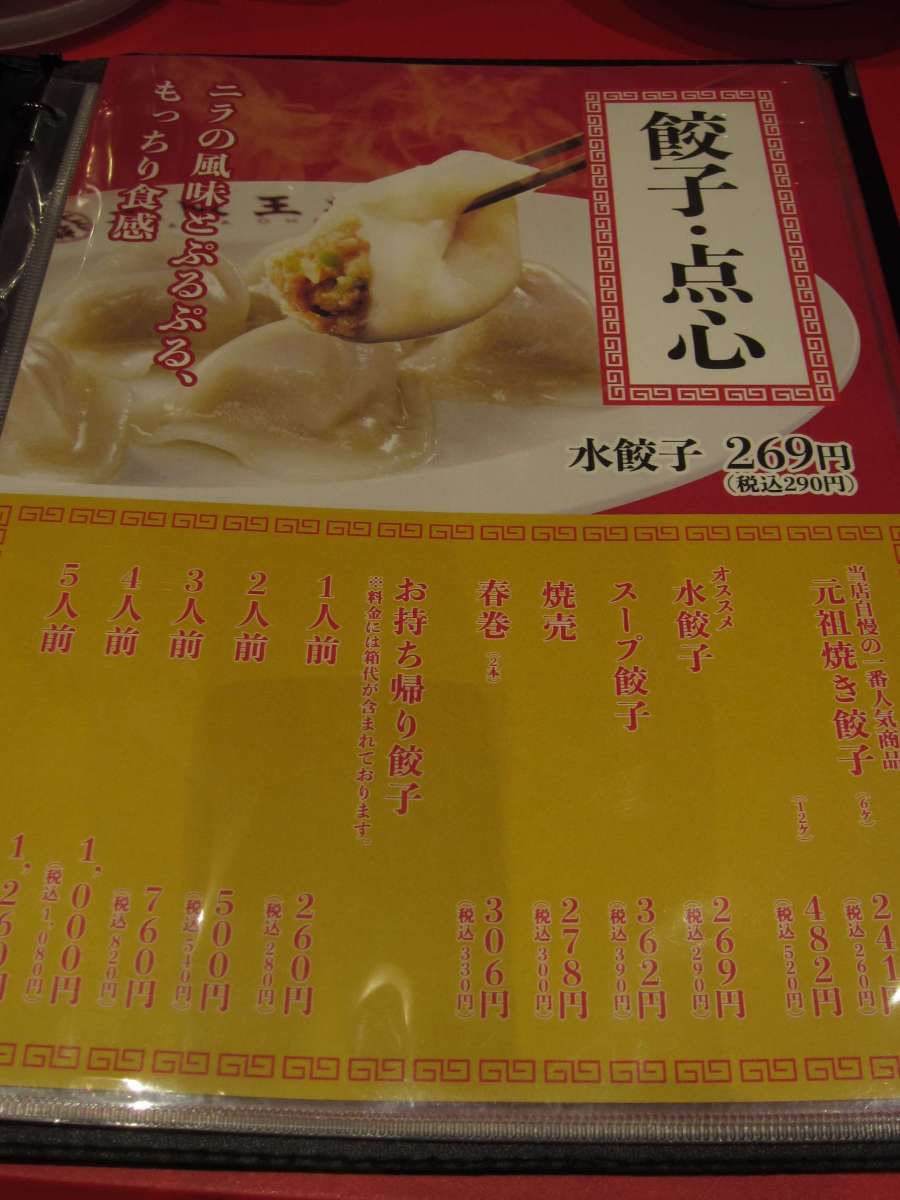 餃子・点心
ニラの風味とぷるぷる、
もっちり食感
王
水餃子 269円
(税込290円)
当店自慢の一番人気商品
元祖焼き餃子
(6ケ) 241円
(税込260円)
(12ケ) 482円
(税込520円)
オススメ
水餃子 269円
(税込290円)
スープ餃子 362円
(税込390円)
焼売 278円
(税込300円)
春巻 (2本) 306円
(税込330円)
お持ち帰り餃子
※料金には箱代が含まれております。
1人前 260円
(税込280円)
2人前 500円
(税込540円)
3人前 760円
(税込820円)
4人前 1,000円
(税込1,080円)
5人前 1,260円